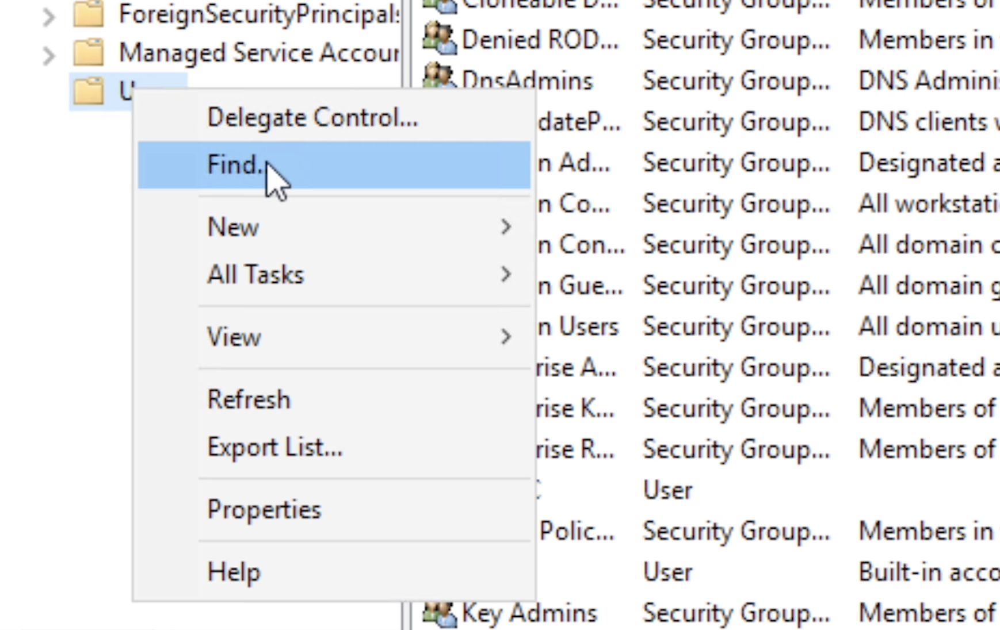 ForeignSecurityPrincipals
Managed Service Accour
U
Delegate Control...
Find.
New
All Tasks
View
Refresh
Export List...
Properties
Help
Cloneable D... Security Group... Members of
Denied ROD... Security Group... Members in
DnsAdmins Security Group... DNS Adminis
dateP... Security Group... DNS clients
n Ad... Security Group... Designated a
n Co... Security Group... All workstati
n Con... Security Group... All domain c
n Gue... Security Group... All domain g
n Users Security Group... All domain u
rise A... Security Group... Designated a
rise K... Security Group... Members of
rise R... Security Group... Members of
User
Polic... Security Group... Members in
User Built-in acco
Key Admins Security Group... Members of